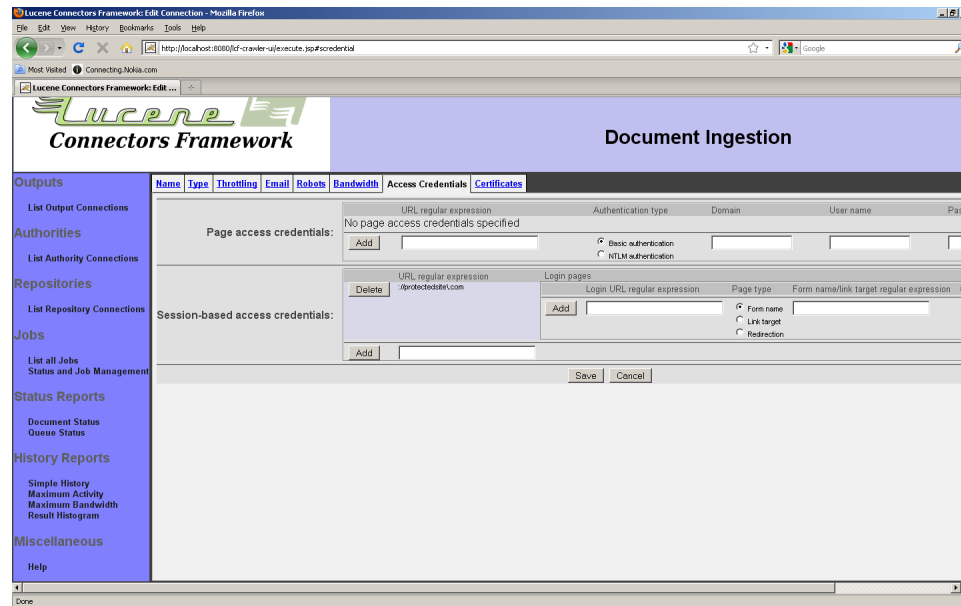 Lucene Connectors Framework: Edit Connection - Mozilla Firefox
File Edit View History Bookmarks Tools Help
http://localhost:8080/lcf-crawler-ui/execute.jsp#scredential
Google
Most Visited Connecting.Nokia.com
Lucene Connectors Framework: Edit ...
Lucene
Connectors Framework
Document Ingestion
Outputs
List Output Connections
Authorities
List Authority Connections
Repositories
List Repository Connections
Jobs
List all Jobs
Status and Job Management
Status Reports
Document Status
Queue Status
History Reports
Simple History
Maximum Activity
Maximum Bandwidth
Result Histogram
Miscellaneous
Help
Name Type Throttling Email Robots Bandwidth Access Credentials Certificates
Page access credentials:
URL regular expression Authentication type Domain User name Pas
No page access credentials specified
Add Basic authentication
NTLM authentication
Session-based access credentials:
URL regular expression Login pages
Delete ://protectedsite\.com
Login URL regular expression Page type Form name/link target regular expression
Add Form name
Link target
Redirection
Add
Save Cancel
Done